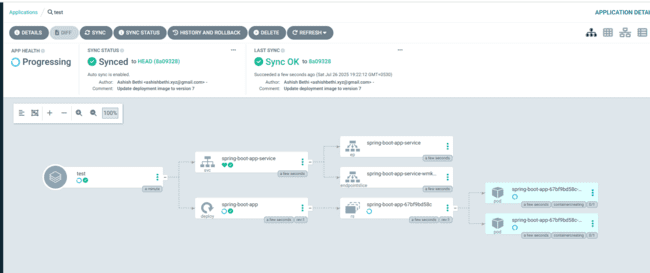 Applications / test
APPLICATION DETAI
DETAILS DIFF SYNC SYNC STATUS HISTORY AND ROLLBACK DELETE REFRESH
APP HEALTH
Progressing
SYNC STATUS
Synced to HEAD (8a09328)
Auto sync is enabled.
Author: Ashish Bethi <ashishbethi.xyz@gmail.com> -
Comment: Update deployment image to version 7
LAST SYNC
Sync OK to 8a09328
Succeeded a few seconds ago (Sat Jul 26 2025 19:22:12 GMT+0530)
Author: Ashish Bethi <ashishbethi.xyz@gmail.com> -
Comment: Update deployment image to version 7
100%
test
a minute
spring-boot-app-service
svc
a few seconds
spring-boot-app
deploy
a few seconds rev:7
spring-boot-app-service
ep
a few seconds
spring-boot-app-service-wrnk...
endpointslice
a few seconds
spring-boot-app-67bf9bd58c
rs
a few seconds rev:7
spring-boot-app-67bf9bd58c-...
pod
a few seconds containercreating 0/1
spring-boot-app-67bf9bd58c-...
pod
a few seconds containercreating 0/1